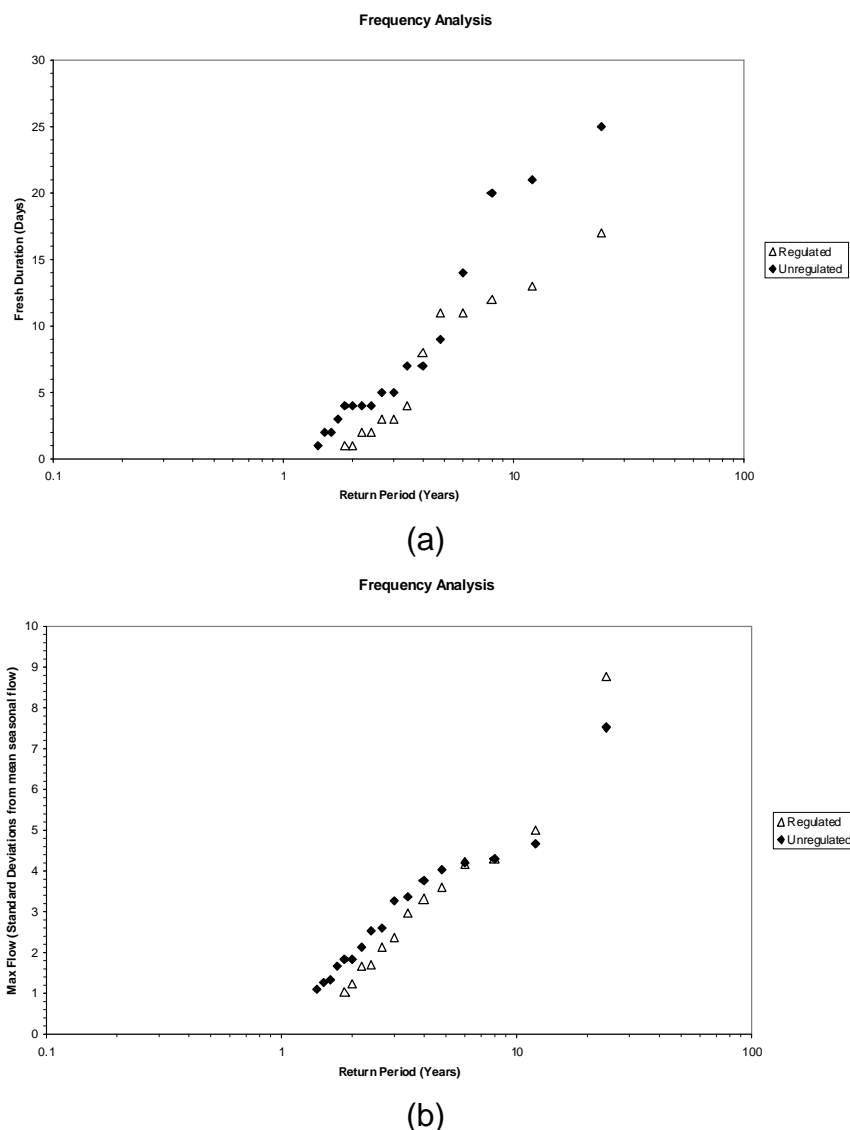 Frequency Analysis
30
25
20
15
10
5
0
Fresh Duration (Days)
0.1
1
10
100
Return Period (Years)
Regulated
Unregulated
(a)
Frequency Analysis
10
9
8
7
6
5
4
3
2
1
0
Max Flow (Standard Deviations from mean seasonal flow)
0.1
1
10
100
Return Period (Years)
Regulated
Unregulated
(b)